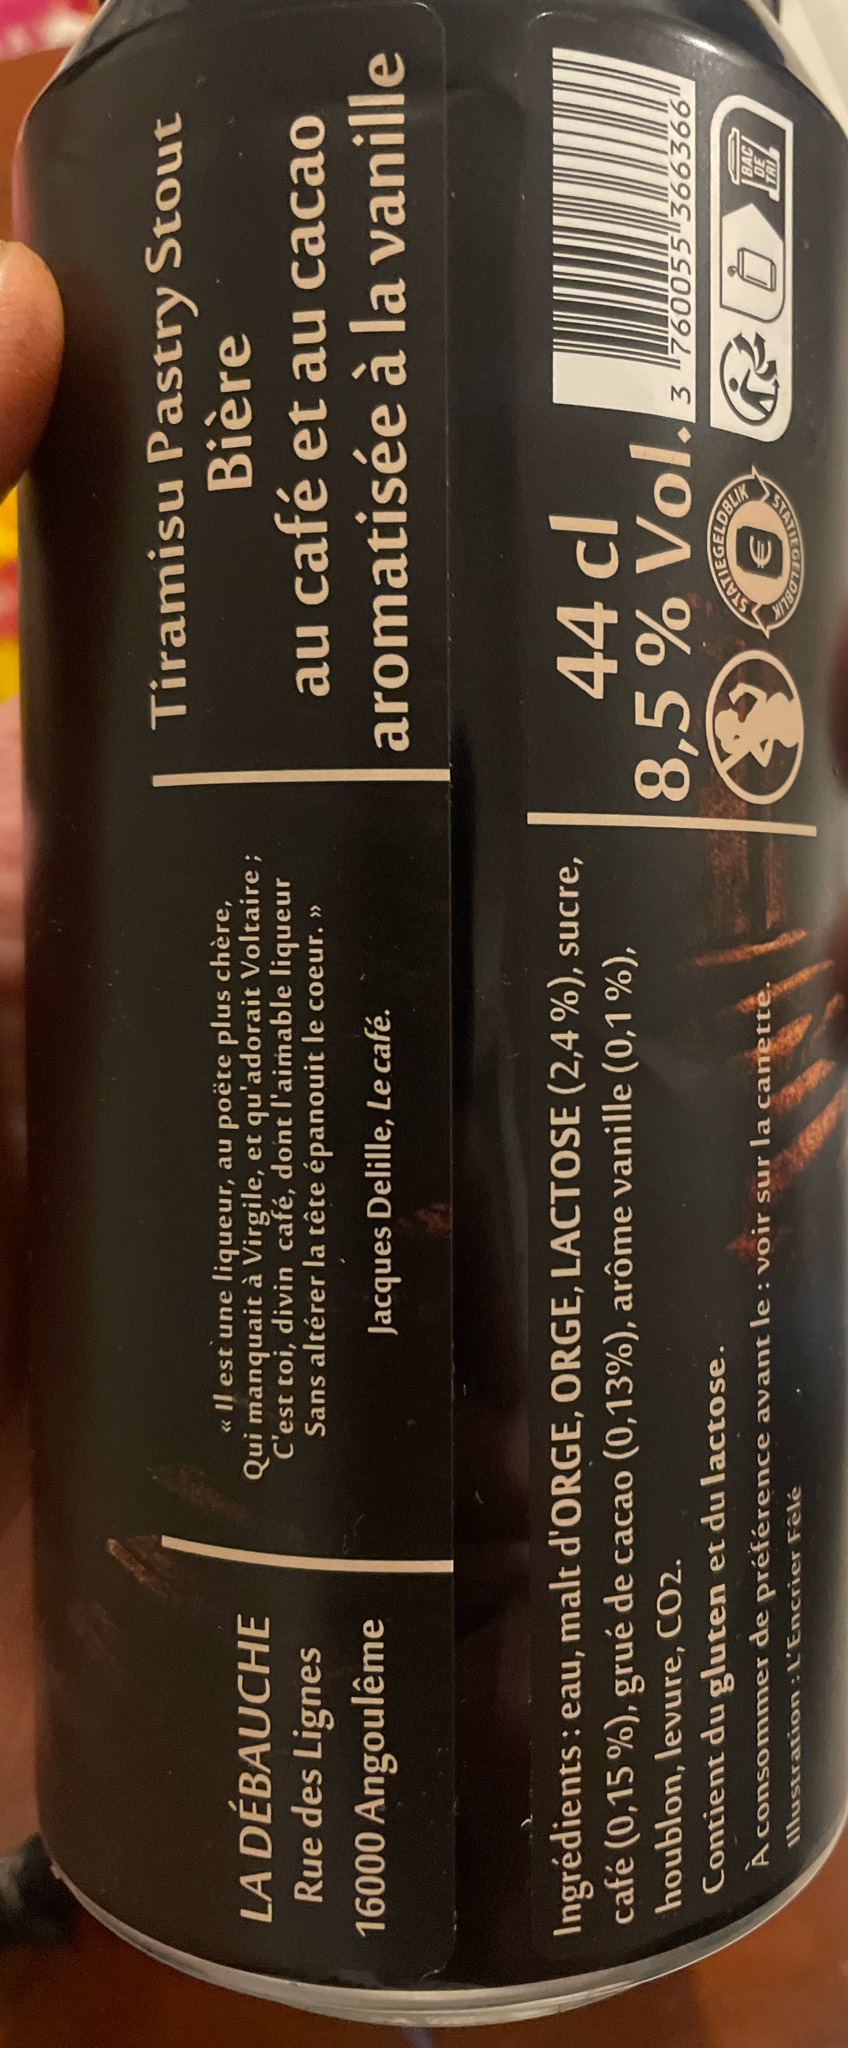 LA DÉBAUCHE
Rue des Lignes
16000 Angoulême
« Il est une liqueur, au poëte plus chère,
Qui manquait à Virgile, et qu'adorait Voltaire ;
C'est toi, divin café, dont l'aimable liqueur
Sans altérer la tête épanouit le coeur. »
Jacques Delille, Le café.
Tiramisu Pastry Stout
Bière
au café et au cacao
aromatisée à la vanille
Ingrédients : eau, malt d'ORGE, ORGE, LACTOSE (2,4 %), sucre,
café (0,15 %), grué de cacao (0,13%), arôme vanille (0,1 %),
houblon, levure, CO2.
Contient du gluten et du lactose.
À consommer de préférence avant le : voir sur la canette.
Illustration : L'Encrier Fêlé
44 cl
8,5 % Vol.
STATIEGELDBLIK
STATIEGELDBLIK
€
3 760055 366366
BAC
DE
TRI